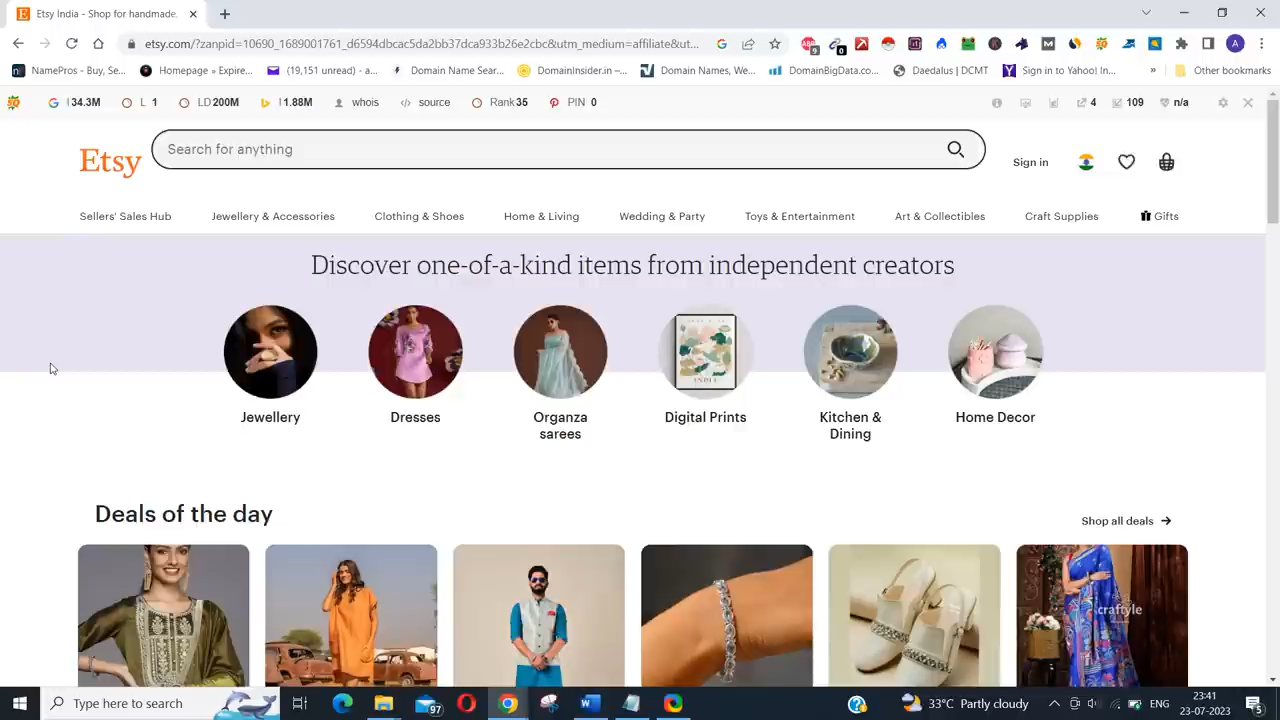 Etsy India - Shop for handmade,
etsy.com/?zanpid=
&utm_medium=affiliate&ut...
NamePros - Buy, Se...
Homepage » Expire...
(19,151 unread) - a...
Domain Name Sear...
DomainInsider.in –...
Domain Names, We...
DomainBigData.co...
Daedalus | DCMT
Sign in to Yahoo! In...
»
Other bookmarks
34.3M
L 1
LD 200M
I 1.88M
whois
source
Rank 35
PIN 0
4
109
n/a
Etsy
Search for anything
Sign in
Sellers' Sales Hub
Jewellery & Accessories
Clothing & Shoes
Home & Living
Wedding & Party
Toys & Entertainment
Art & Collectibles
Craft Supplies
Gifts
Discover one-of-a-kind items from independent creators
Jewellery
Dresses
Organza
sarees
Digital Prints
Kitchen &
Dining
Home Decor
Deals of the day
Shop all deals
craftyle
Type here to search
97
33°C Partly cloudy
ENG
23:41
23-07-2023
5